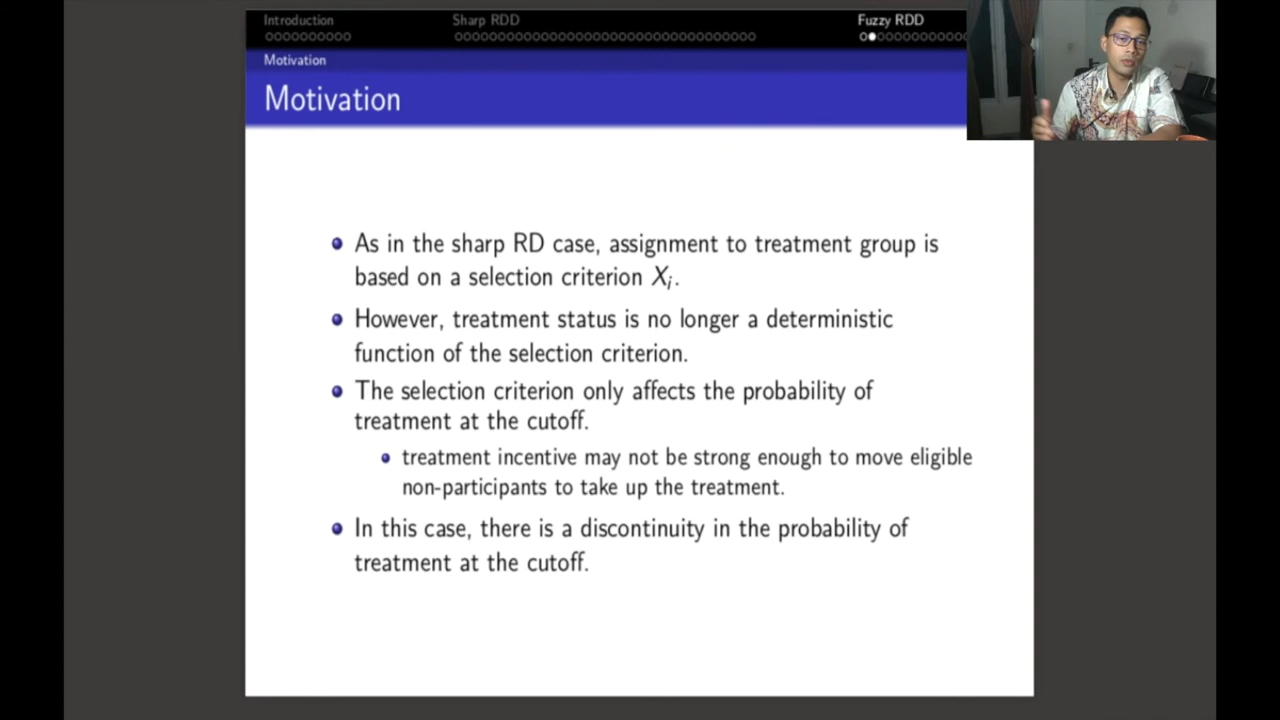 Introduction
Sharp RDD
Fuzzy RDD
Motivation
Motivation
As in the sharp RD case, assignment to treatment group is
based on a selection criterion Xi.
However, treatment status is no longer a deterministic
function of the selection criterion.
The selection criterion only affects the probability of
treatment at the cutoff.
treatment incentive may not be strong enough to move eligible
non-participants to take up the treatment.
In this case, there is a discontinuity in the probability of
treatment at the cutoff.